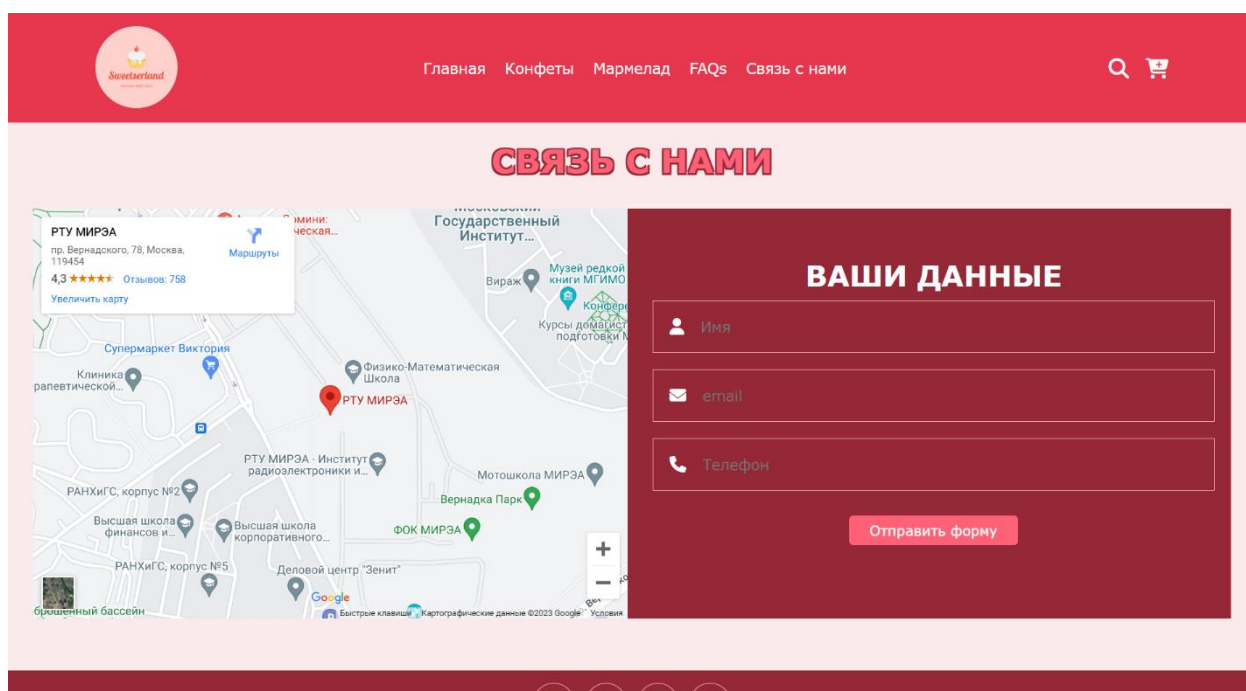 Sweetserland
Главная Конфеты Мармелад FAQs Связь с нами
СВЯЗЬ С НАМИ
РТУ МИРЭА
пр. Вернадского, 78, Москва,
119454
4,3
Отзывов: 758
Увеличить карту
Маршруты
Государственный
Институт...
Вираж
Музей редкой
книги МГИМО
Курсы домагист
подготовки
Супермаркет Виктория
Клиника
Физико-Математическая
Школа
РТУ МИРЭА
РТУ МИРЭА - Институт
радиоэлектроники и...
Мотошкола МИРЭА
РАНХиГС, корпус №2
Вернадка Парк
Высшая школа
финансов и...
Высшая школа
корпоративного...
ФОК МИРЭА
РАНХиГС, корпус №5
Деловой центр "Зенит"
+
−
Google
Быстрые клавиши
Картографические данные ©2023 Google
Условия
бассейн
ВАШИ ДАННЫЕ
Имя
email
Телефон
Отправить форму